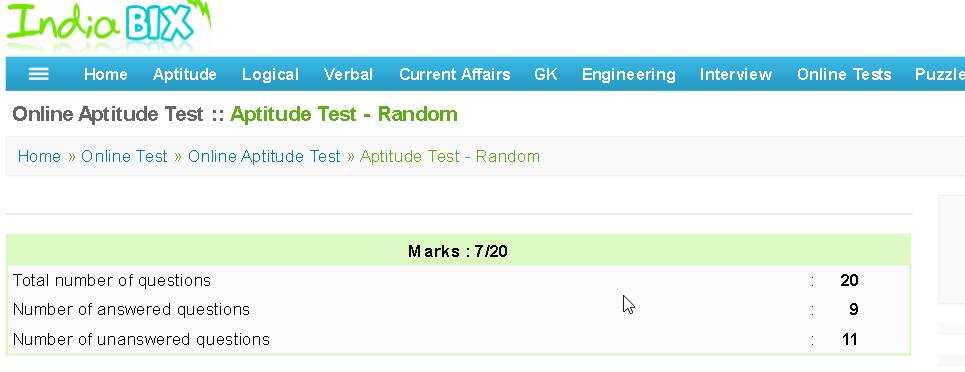 IndiaBIX
Home Aptitude Logical Verbal Current Affairs GK Engineering Interview Online Tests Puzzle
Online Aptitude Test :: Aptitude Test - Random
Home » Online Test » Online Aptitude Test » Aptitude Test - Random
Marks : 7/20
Total number of questions : 20
Number of answered questions : 9
Number of unanswered questions : 11